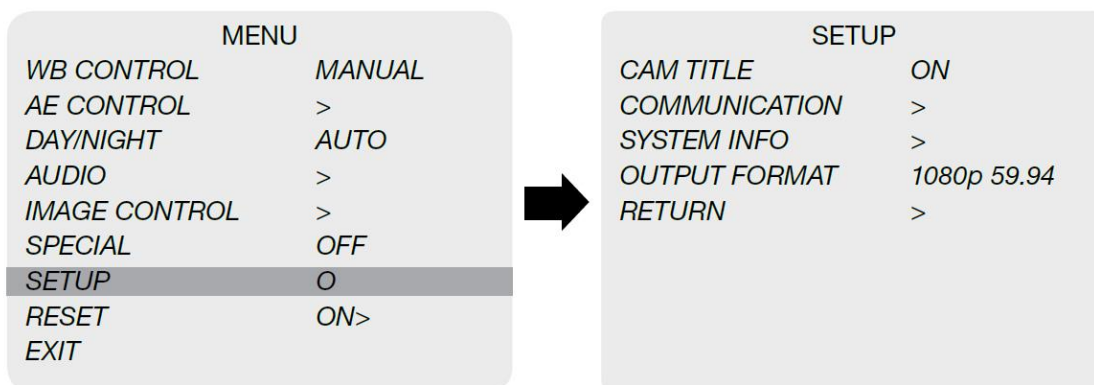 MENU
WB CONTROL MANUAL
AE CONTROL >
DAY/NIGHT AUTO
AUDIO >
IMAGE CONTROL >
SPECIAL OFF
SETUP O
RESET ON>
EXIT
SETUP
CAM TITLE ON
COMMUNICATION >
SYSTEM INFO >
OUTPUT FORMAT 1080p 59.94
RETURN >